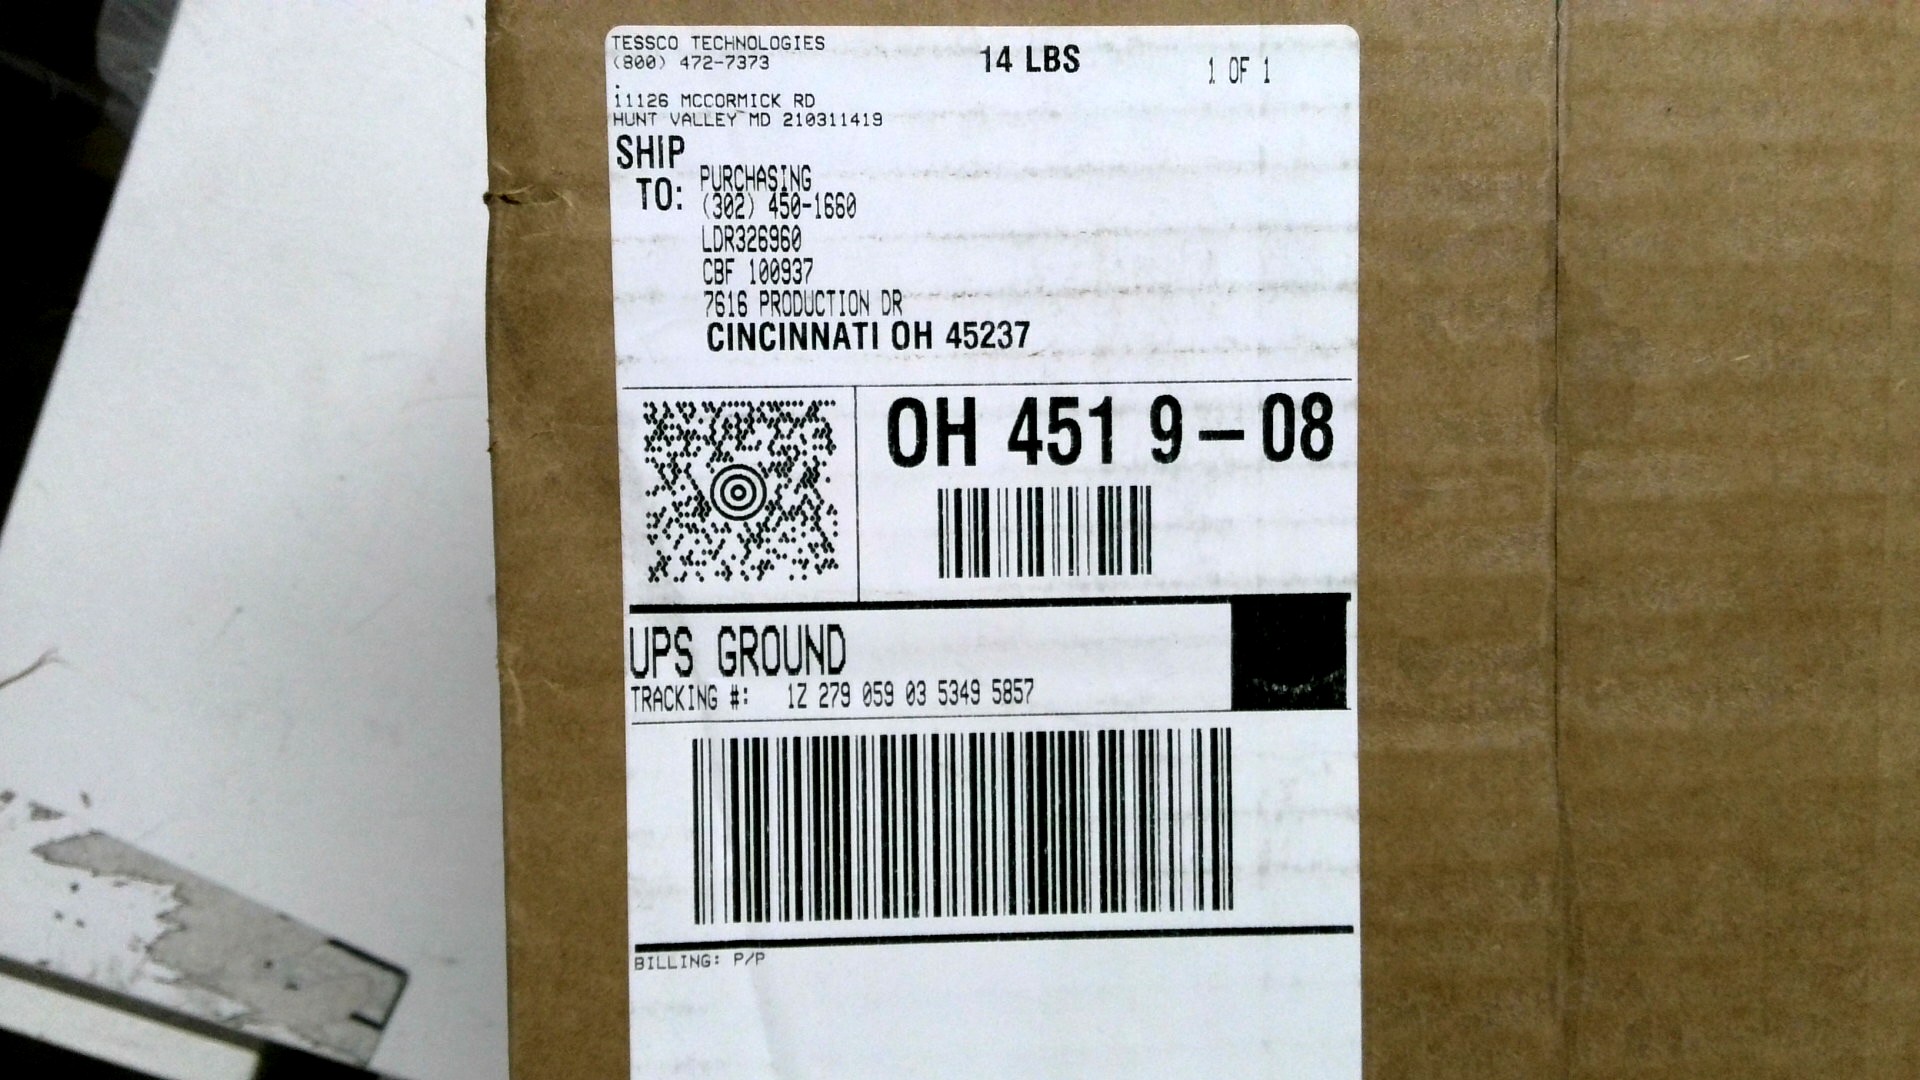 TESSCO TECHNOLOGIES
(800) 472-7373
14 LBS
1 OF 1
.
11126 MCCORMICK RD
HUNT VALLEY MD 210311419
SHIP
TO:
PURCHASING
(302) 450-1660
LDR326960
CBF 100937
7616 PRODUCTION DR
CINCINNATI OH 45237
OH 451 9-08
UPS GROUND
TRACKING #: 1Z 279 059 03 5349 5857
BILLING: P/P